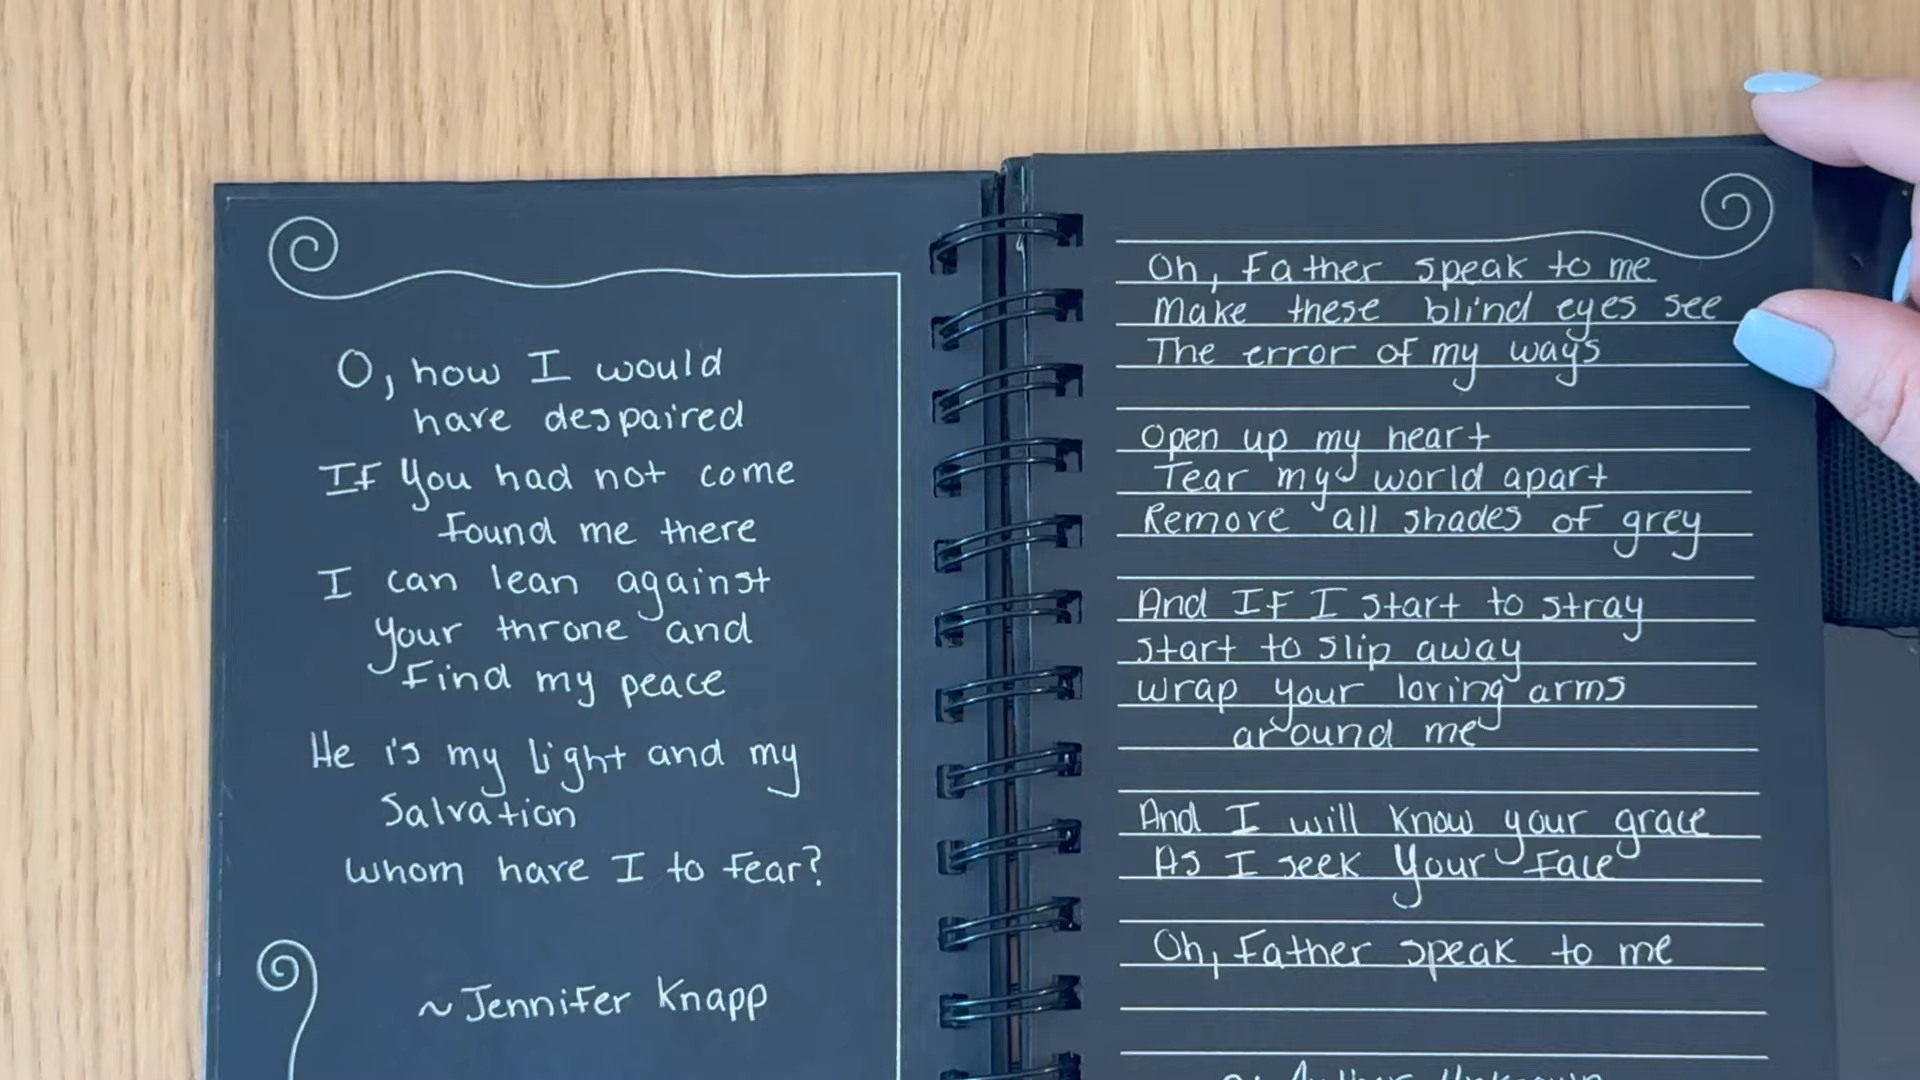 O, how I would
have despaired
If You had not come
found me there
I can lean against
your throne and
find my peace
He is my light and my
Salvation
whom have I to fear?
~Jennifer Knapp
Oh, Father speak to me
Make these blind eyes see
The error of my ways
Open up my heart
Tear my world apart
Remove all shades of grey
And If I start to stray
start to slip away
wrap your loving arms
around me
And I will know your grace
As I seek Your face
Oh, Father speak to me
~ Author Unknown